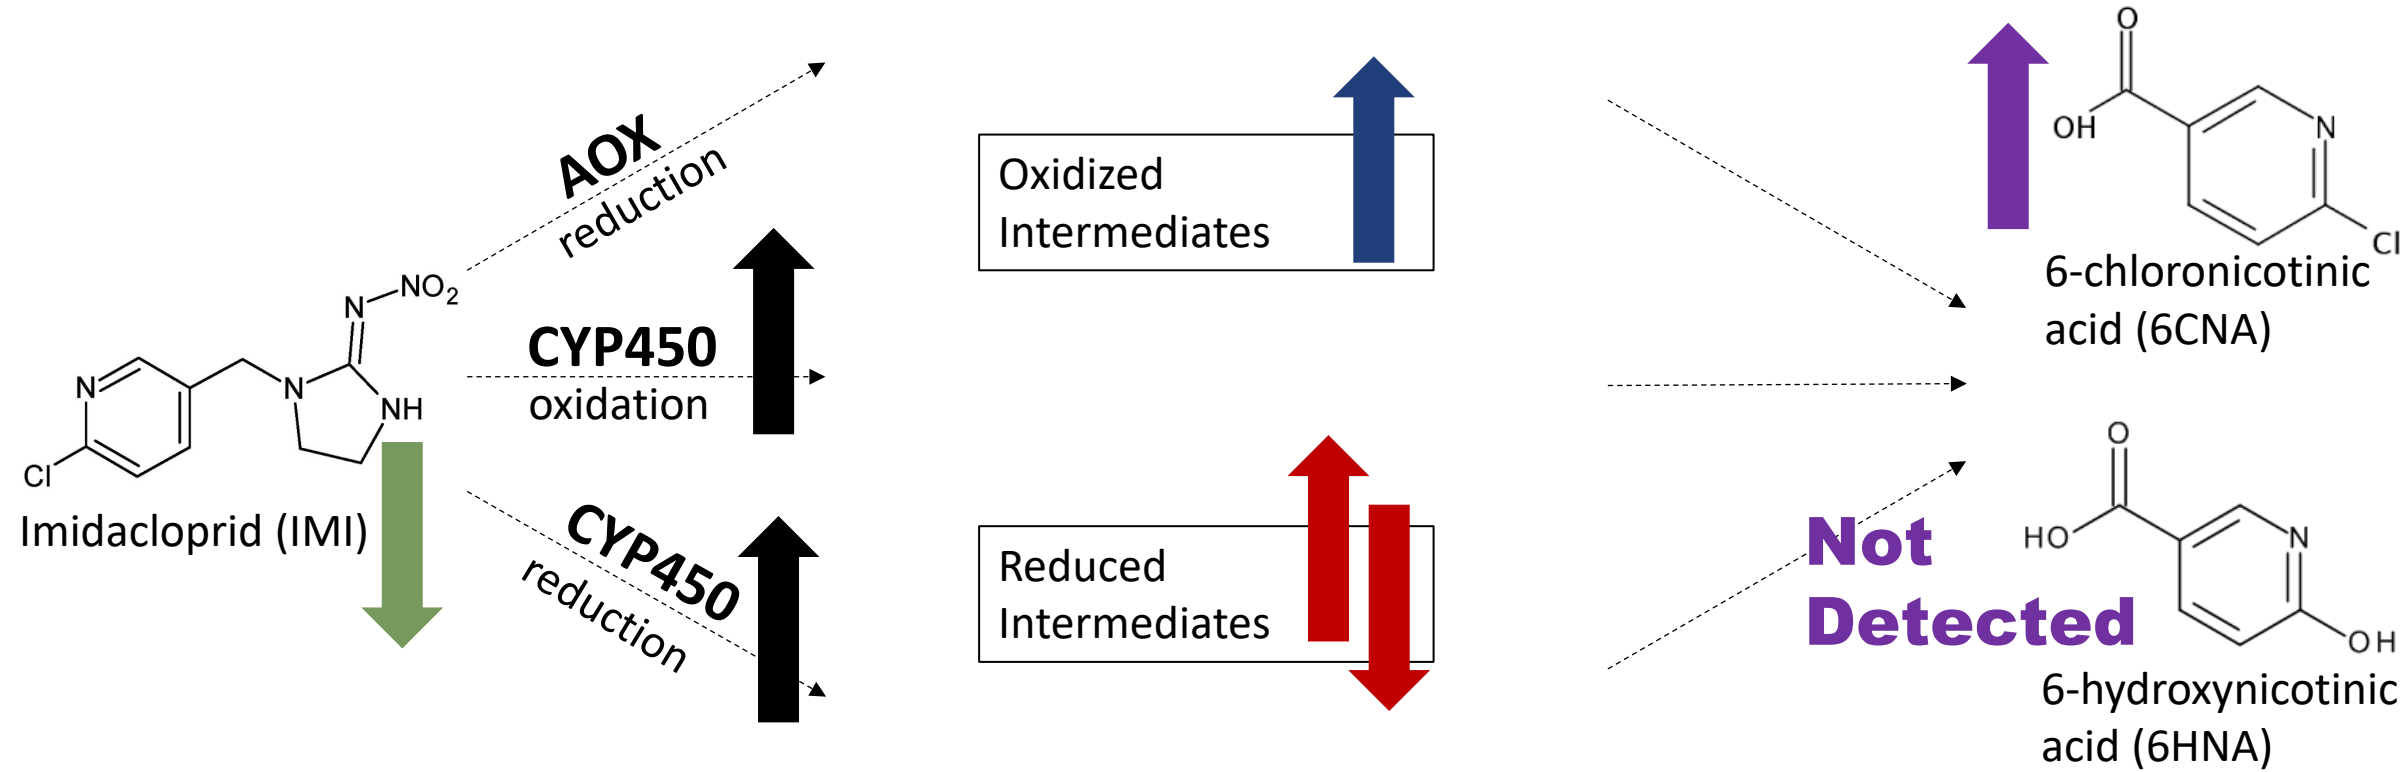 AOX
reduction
CYP450
oxidation
CYP450
reduction
N
NO2
N
N
NH
Cl
Imidacloprid (IMI)
Oxidized
Intermediates
Reduced
Intermediates
O
OH
N
Cl
6-chloronicotinic
acid (6CNA)
Not
Detected
O
HO
N
OH
6-hydroxynicotinic
acid (6HNA)